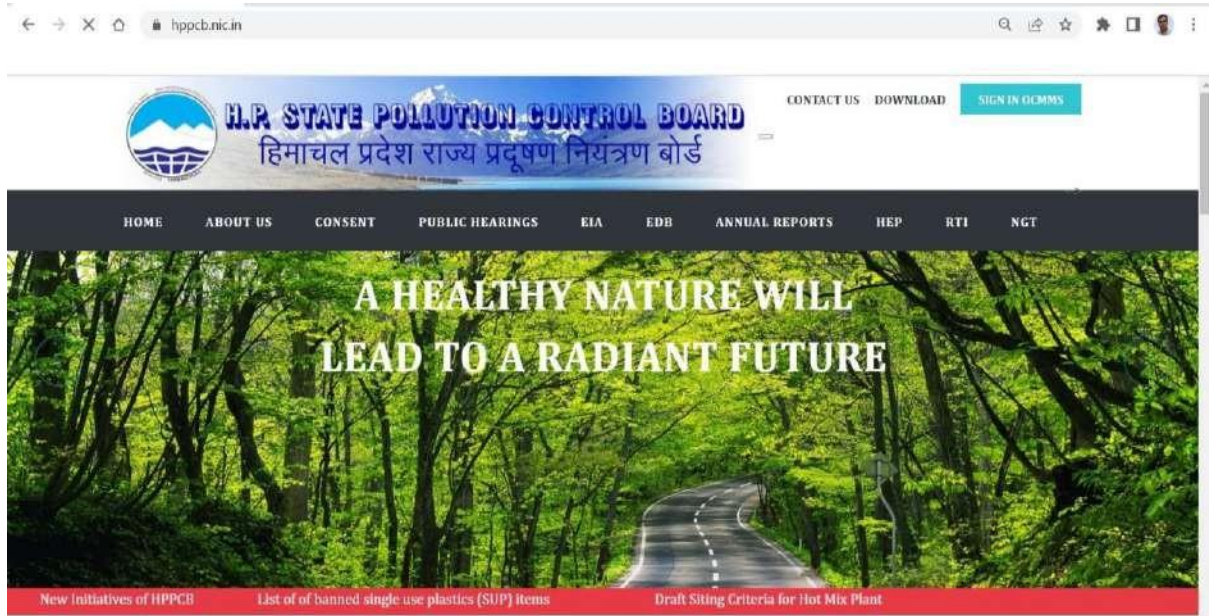 hppcb.nic.in
H.P. STATE POLLUTION CONTROL BOARD
हिमाचल प्रदेश राज्य प्रदूषण नियंत्रण बोर्ड
CONTACT US DOWNLOAD SIGN IN OCMMS
HOME ABOUT US CONSENT PUBLIC HEARINGS EIA EDB ANNUAL REPORTS HEP RTI NGT
A HEALTHY NATURE WILL
LEAD TO A RADIANT FUTURE
New Initiatives of HPPCB List of of banned single use plastics (SUP) items Draft Siting Criteria for Hot Mix Plant